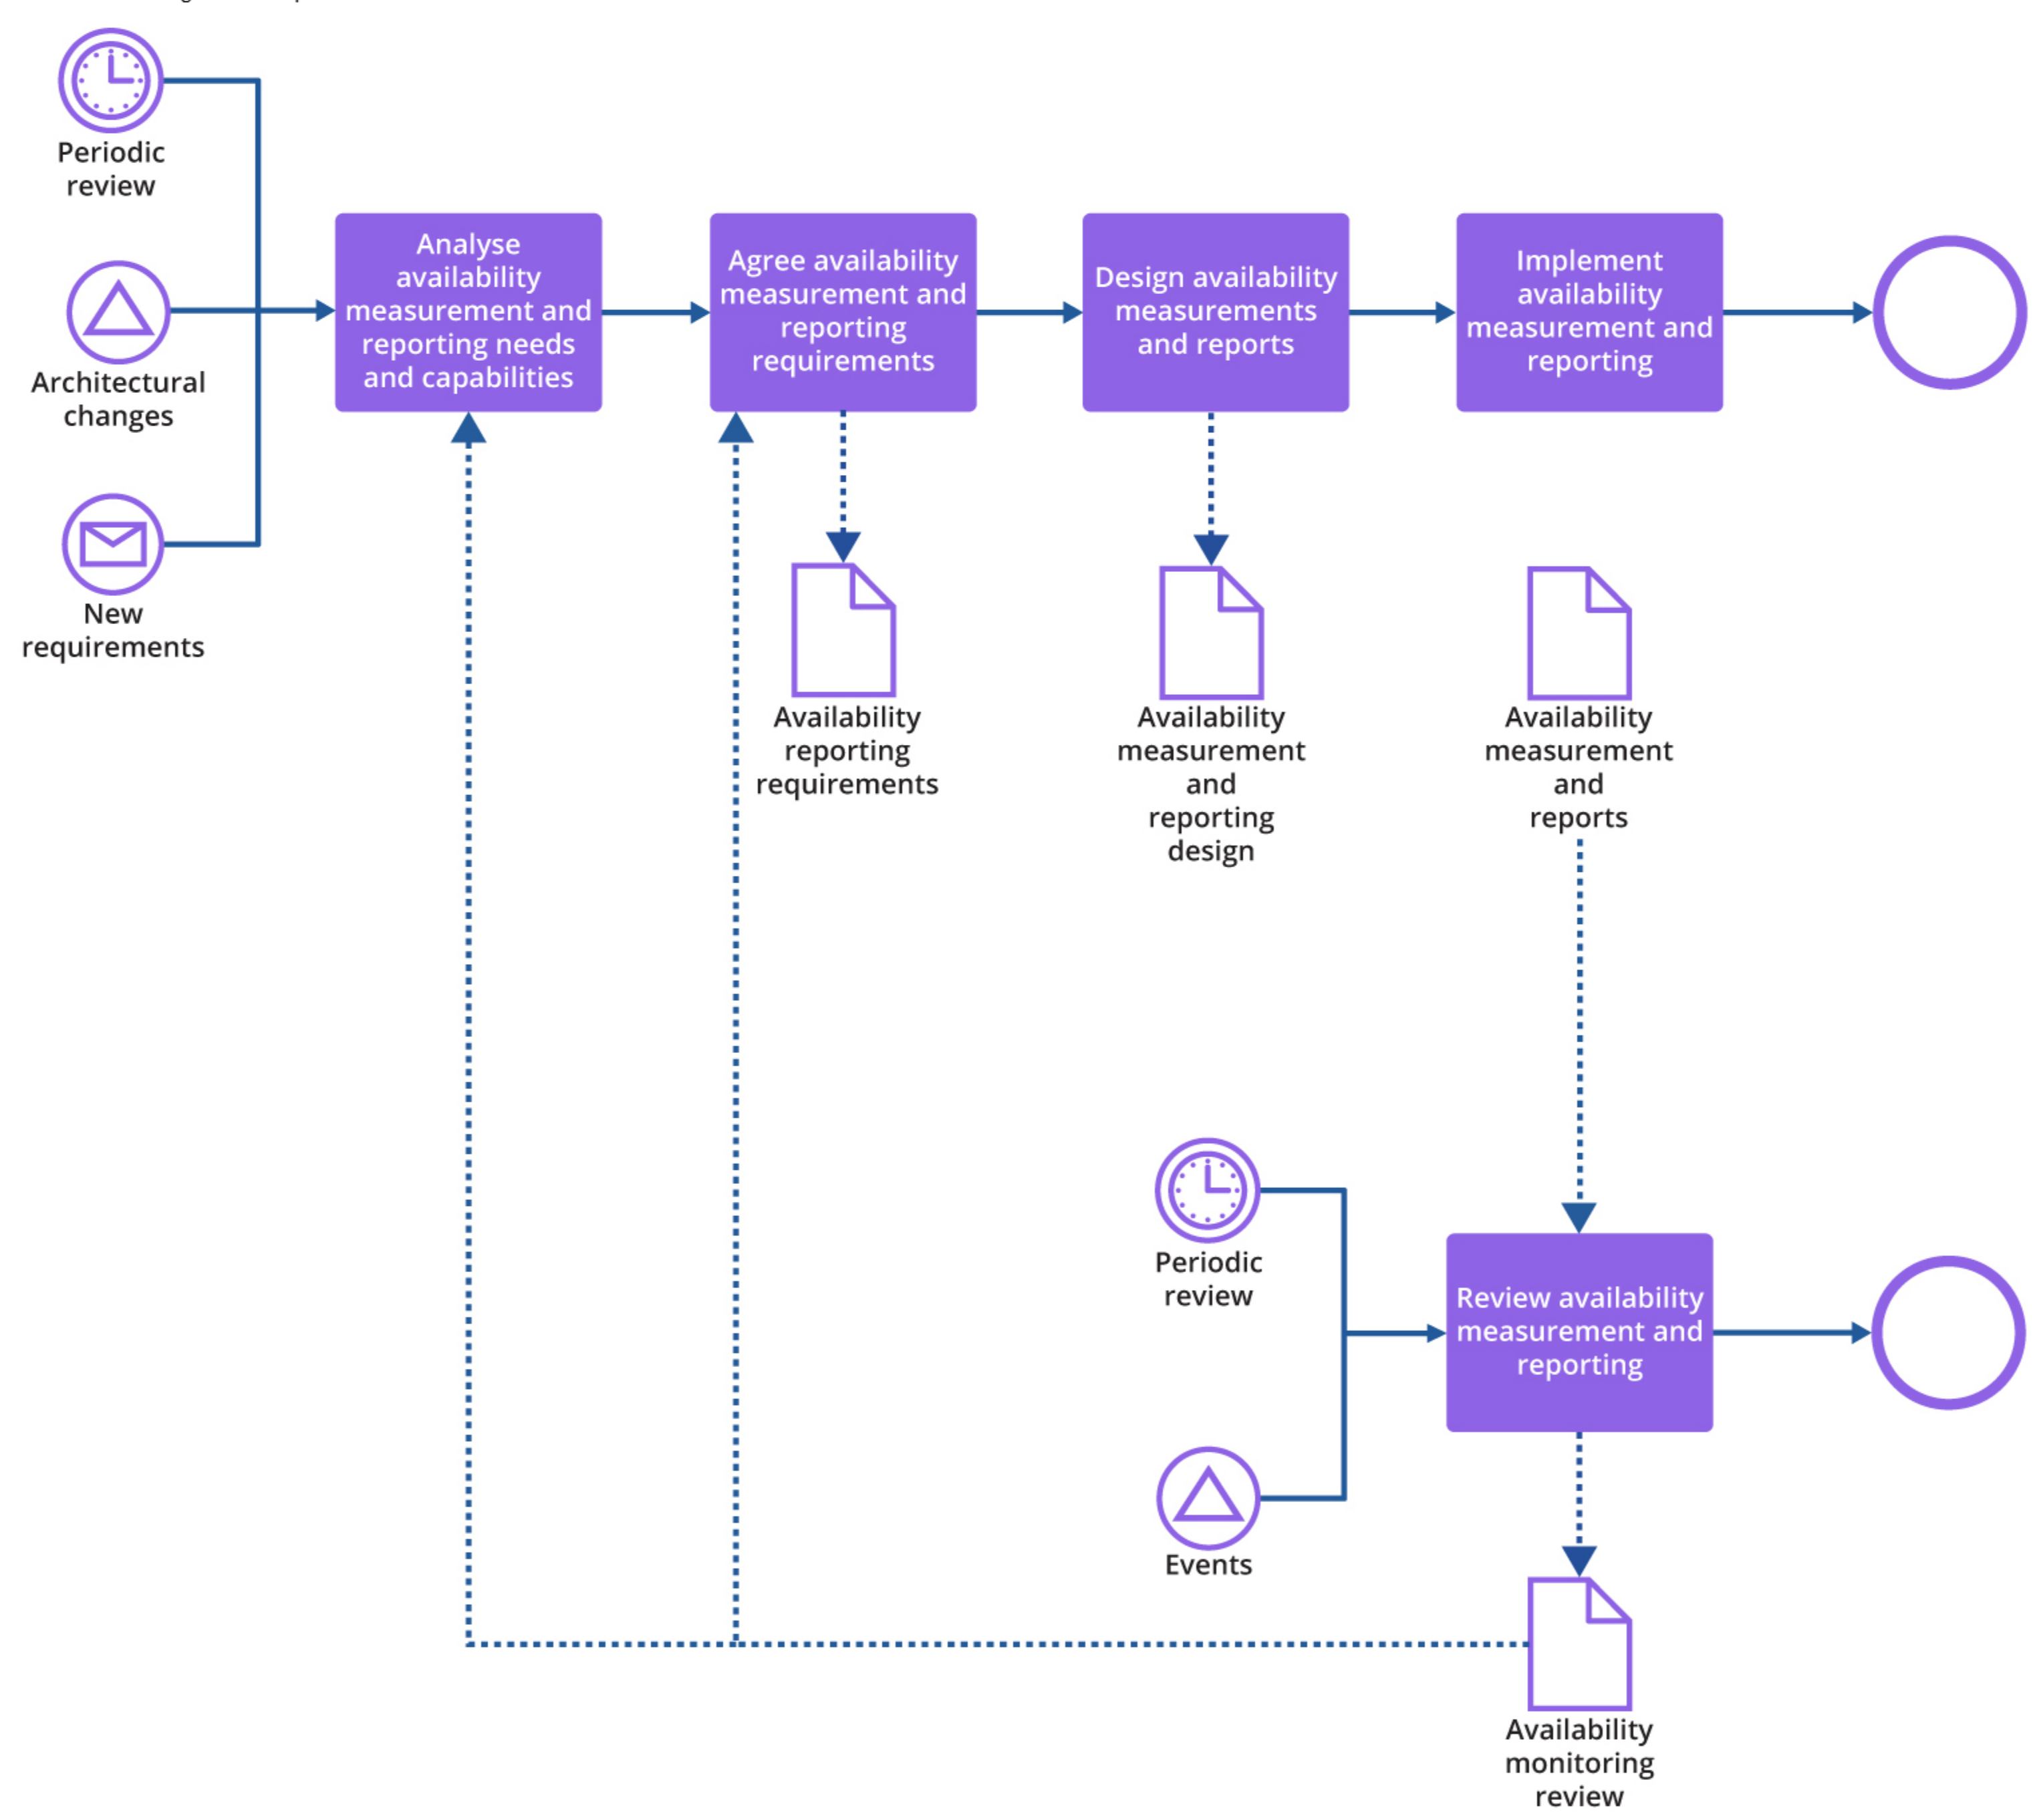 Periodic
review
Architectural
changes
New
requirements
Analyse
availability
measurement and
reporting needs
and capabilities
Agree availability
measurement and
reporting
requirements
Design availability
measurements
and reports
Implement
availability
measurement and
reporting
Availability
reporting
requirements
Availability
measurement
and
reporting
design
Availability
measurement
and
reports
Periodic
review
Events
Review availability
measurement and
reporting
Availability
monitoring
review